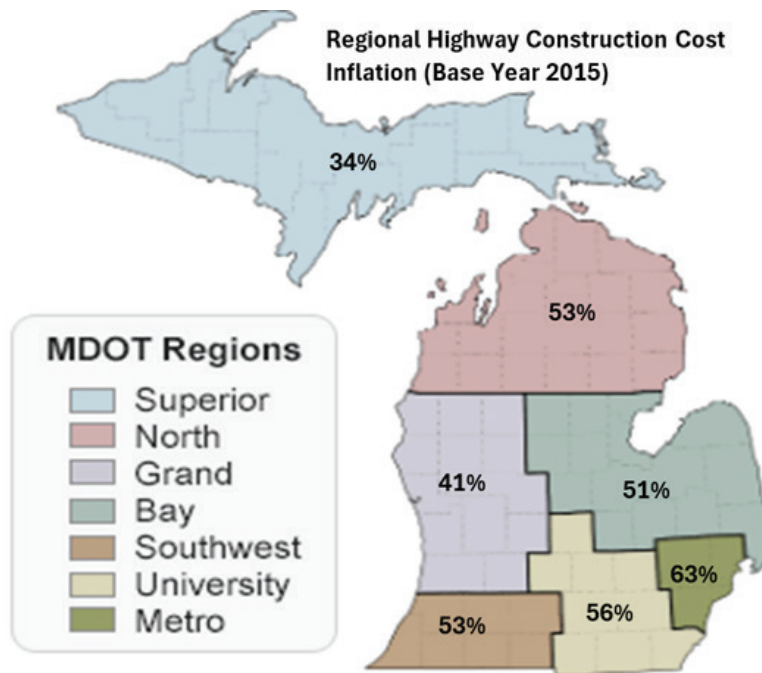 Regional Highway Construction Cost
Inflation (Base Year 2015)
34%
53%
MDOT Regions
Superior
North
Grand
Bay
Southwest
University
Metro
41%
51%
63%
53%
56%